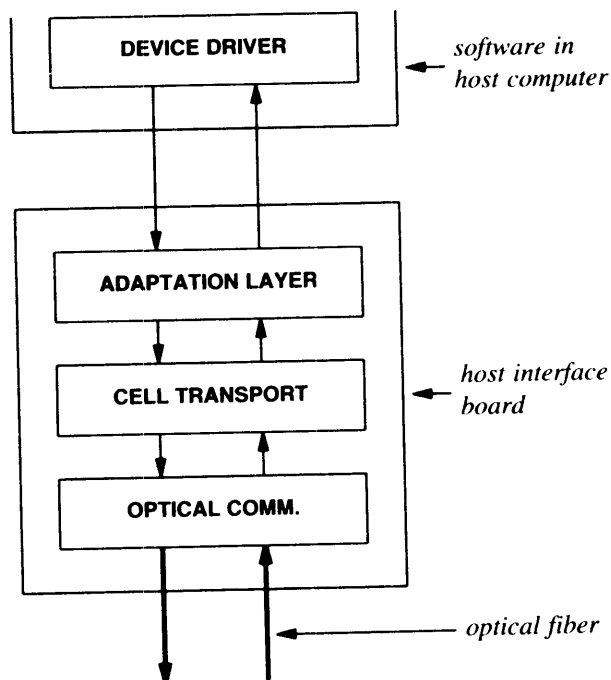 DEVICE DRIVER
software in
host computer
ADAPTATION LAYER
CELL TRANSPORT
host interface
board
OPTICAL COMM.
optical fiber